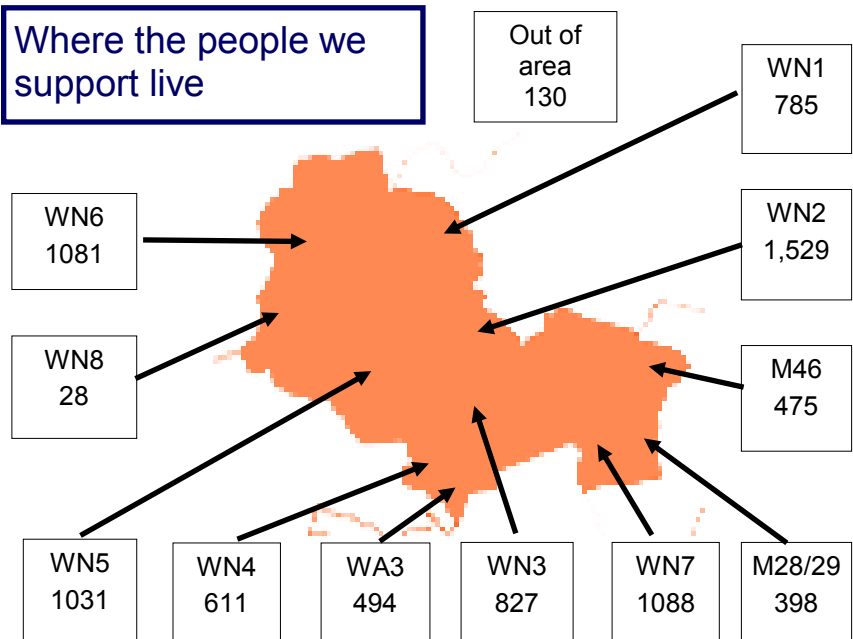 Where the people we
support live
Out of
area
130
WN1
785
WN6
1081
WN2
1,529
WN8
28
M46
475
WN5
1031
WN4
611
WA3
494
WN3
827
WN7
1088
M28/29
398